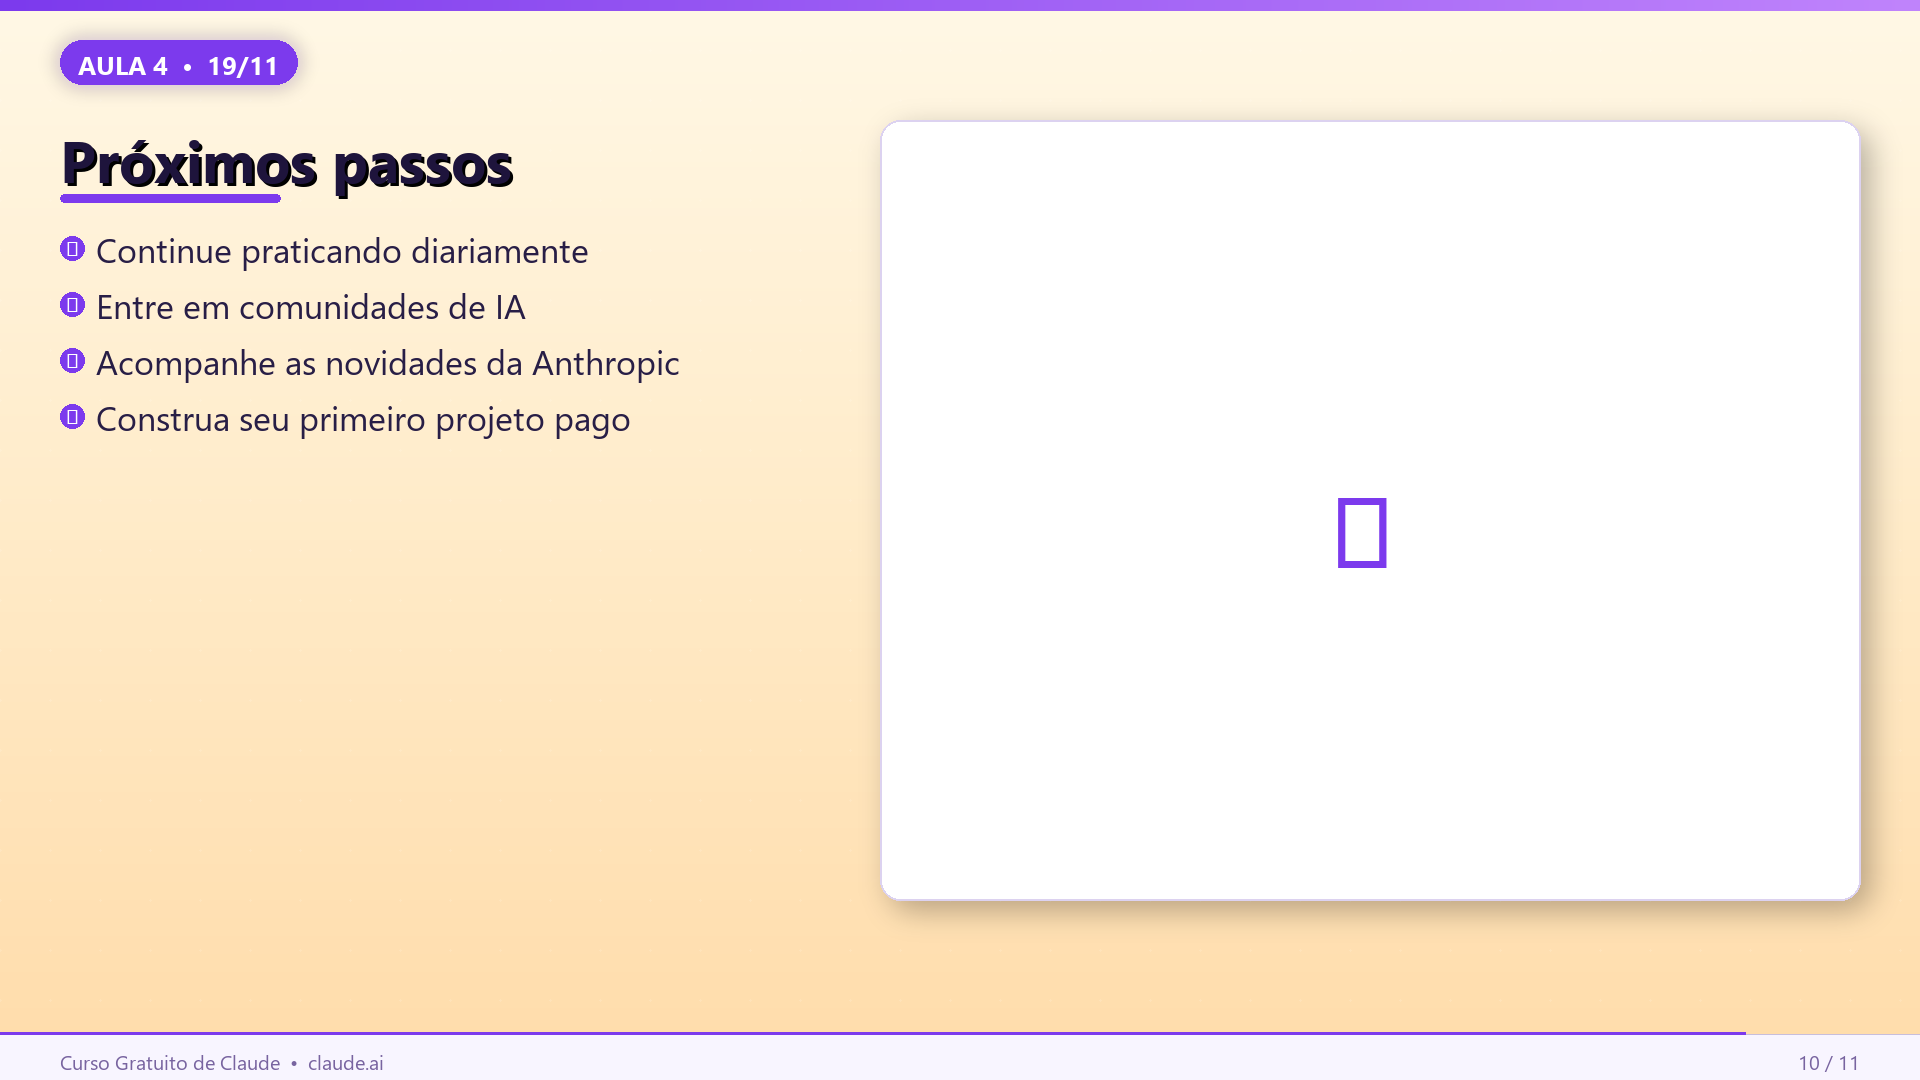 AULA 4 • 19/11
Próximos passos
Continue praticando diariamente
Entre em comunidades de IA
Acompanhe as novidades da Anthropic
Construa seu primeiro projeto pago
Curso Gratuito de Claude • claude.ai
10 / 11